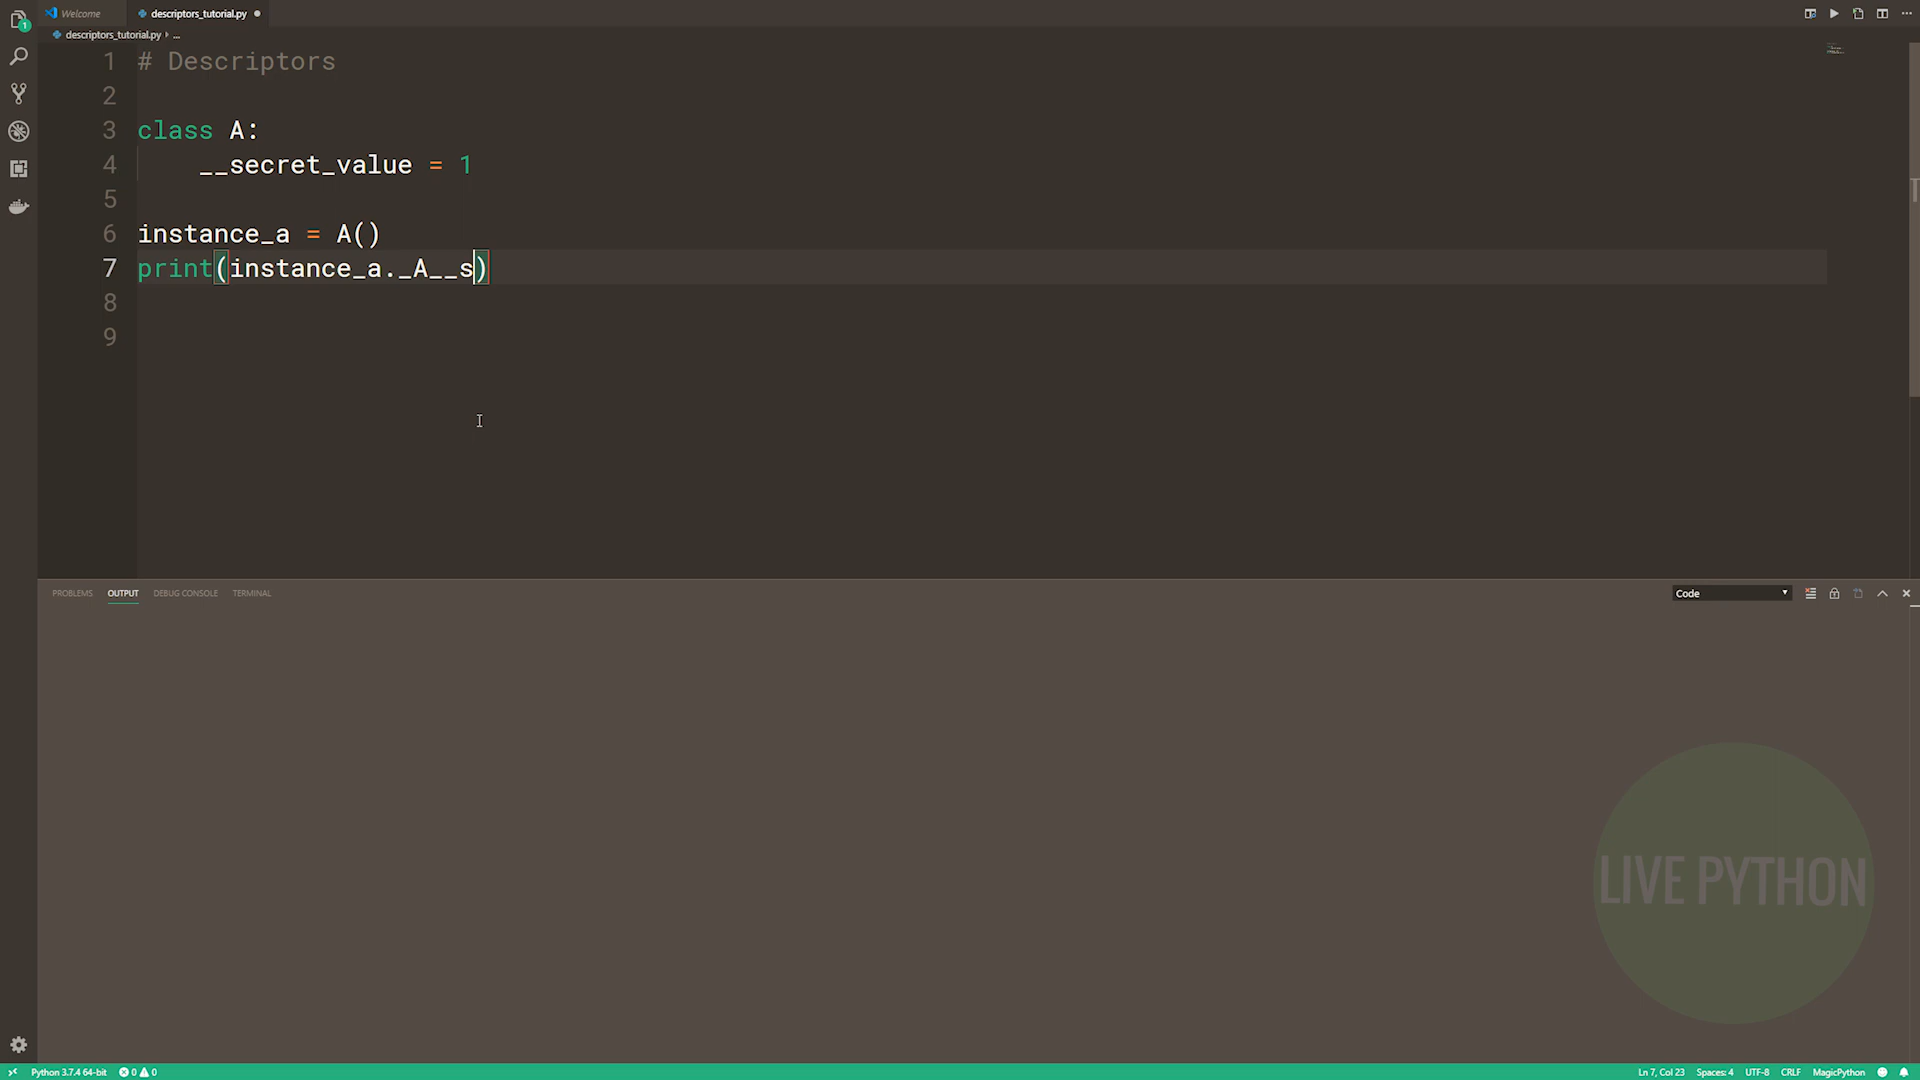 Welcome
descriptors_tutorial.py
descriptors_tutorial.py ...
1 # Descriptors
2
3 class A:
4 __secret_value = 1
5
6 instance_a = A()
7 print(instance_a._A__s)
8
9
PROBLEMS OUTPUT DEBUG CONSOLE TERMINAL Code
LIVE PYTHON
Python 3.7.4 64-bit 0 0 Ln 7, Col 23 Spaces: 4 UTF-8 CRLF MagicPython
1